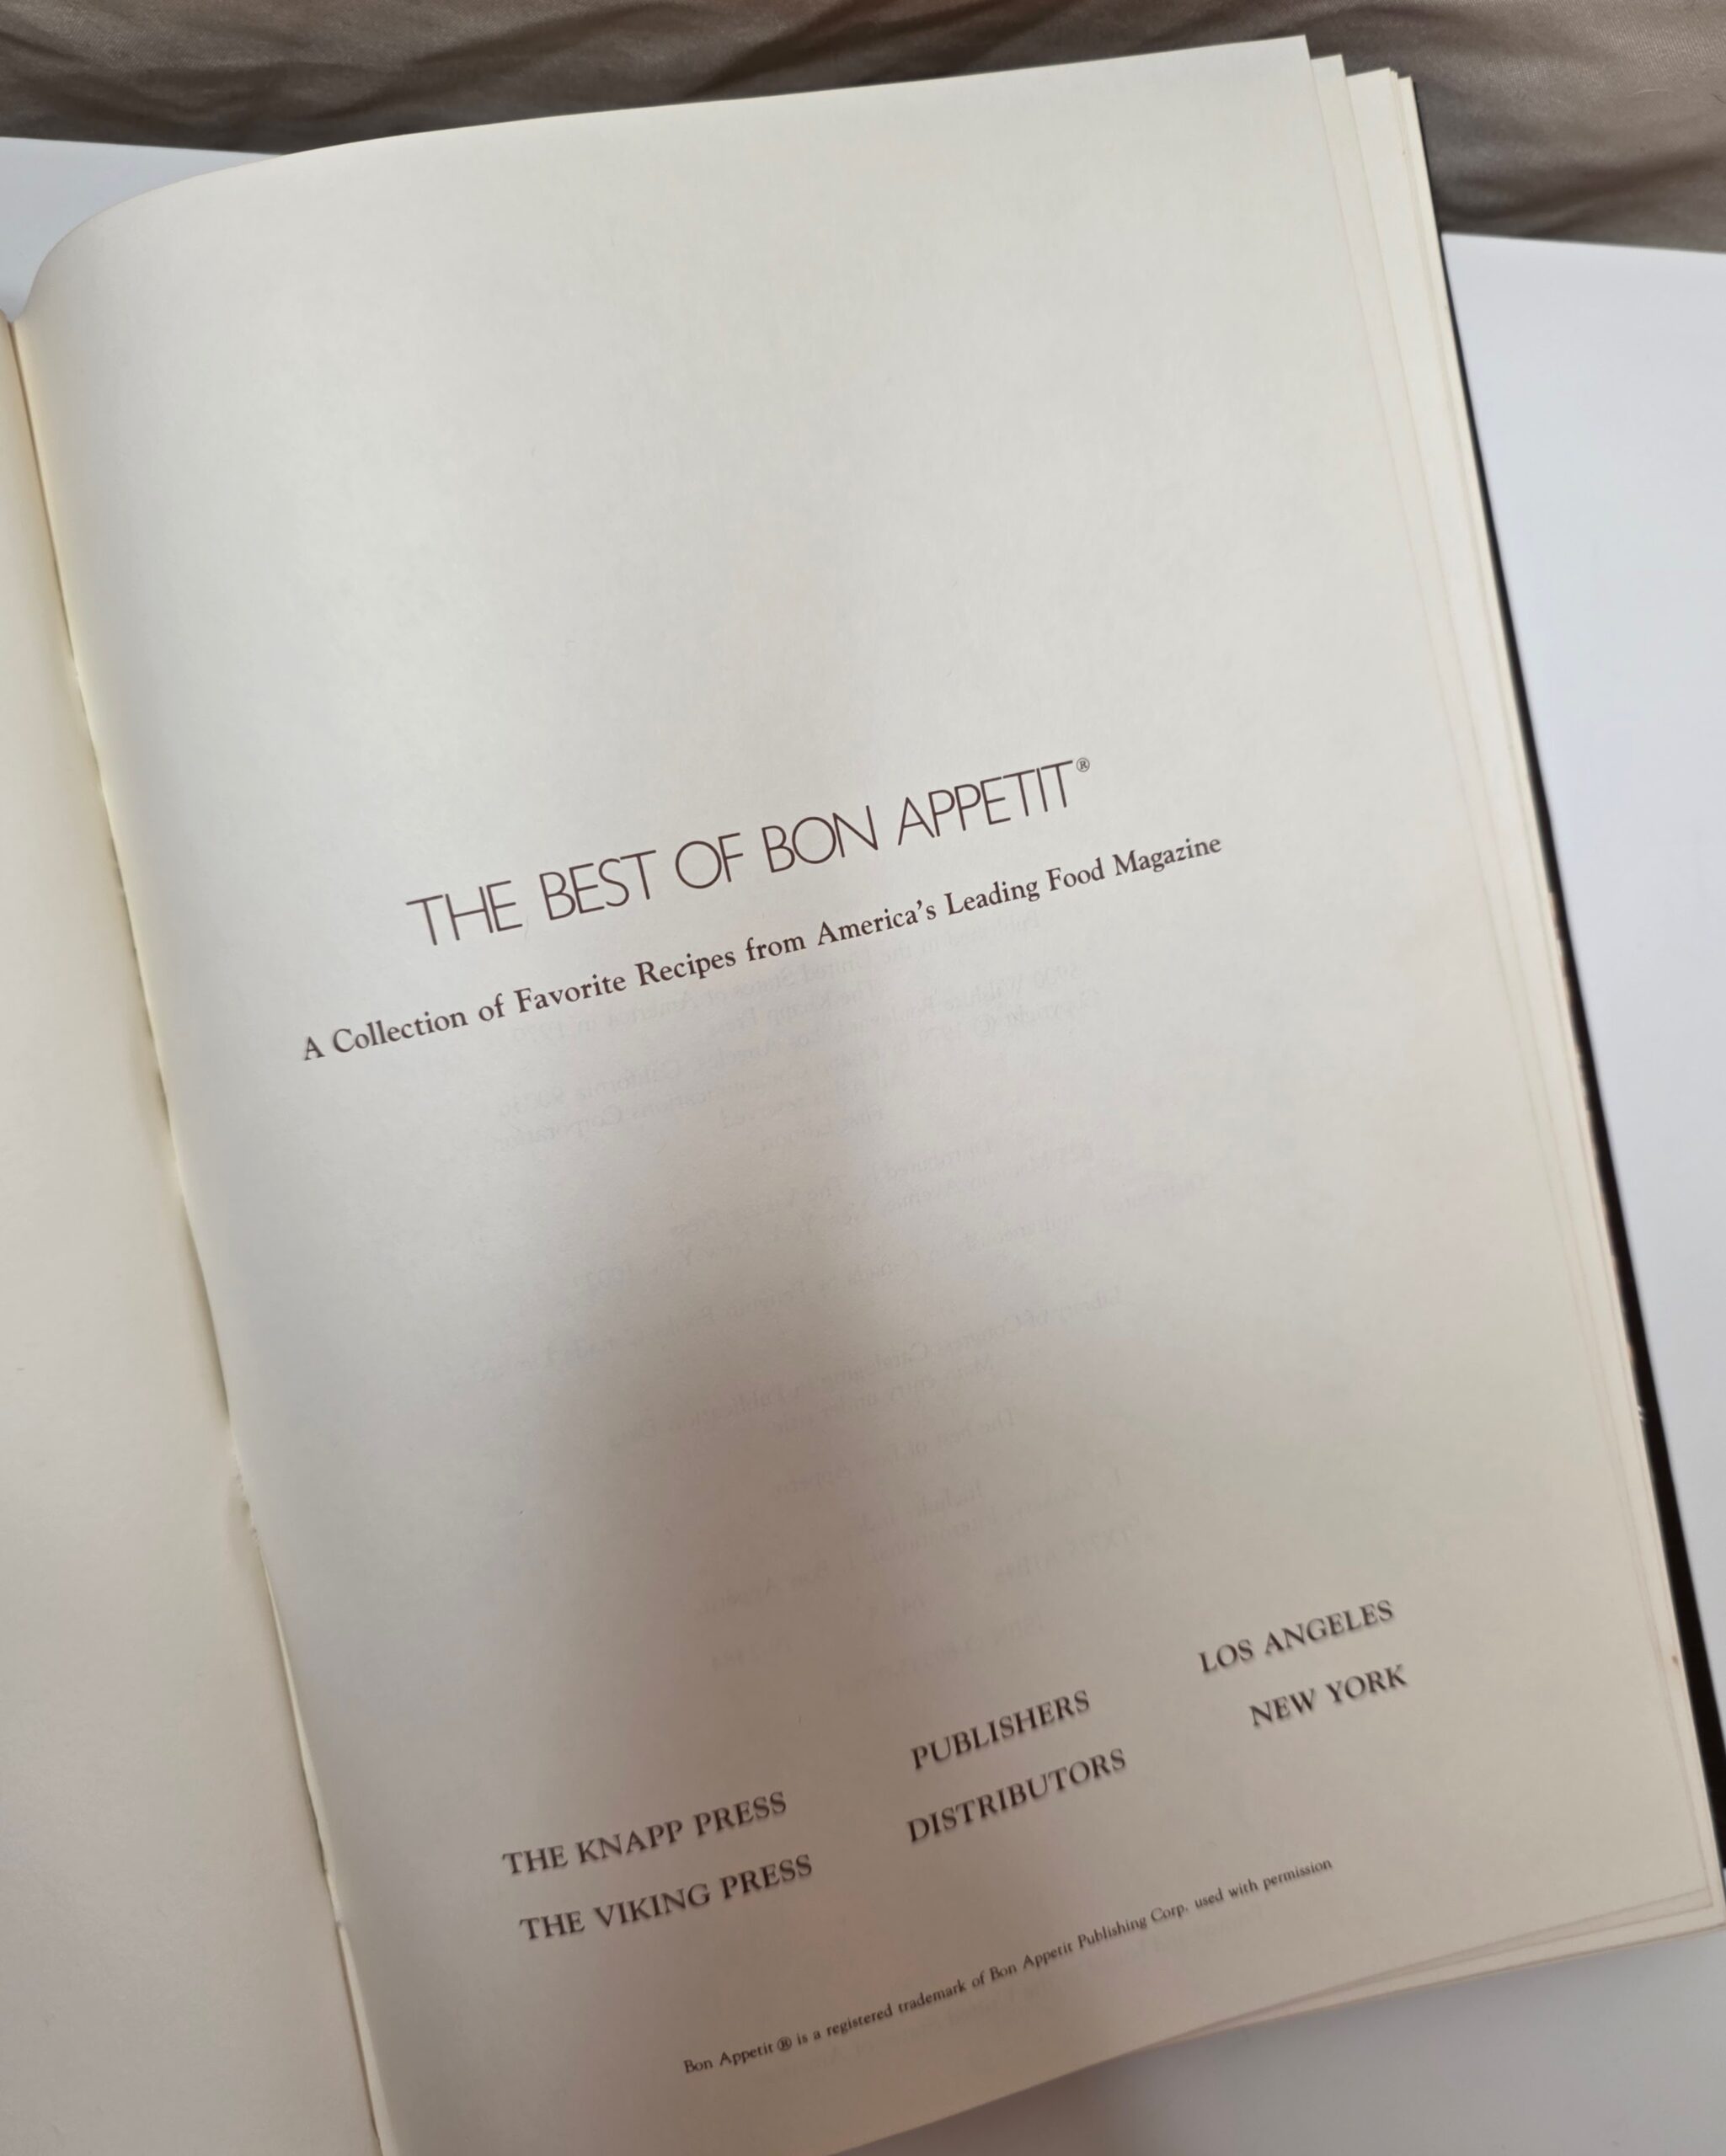 THE BEST OF BON APPETIT®
A Collection of Favorite Recipes from America's Leading Food Magazine
THE KNAPP PRESS PUBLISHERS LOS ANGELES
THE VIKING PRESS DISTRIBUTORS NEW YORK
Bon Appetit ® is a registered trademark of Bon Appetit Publishing Corp. used with permission